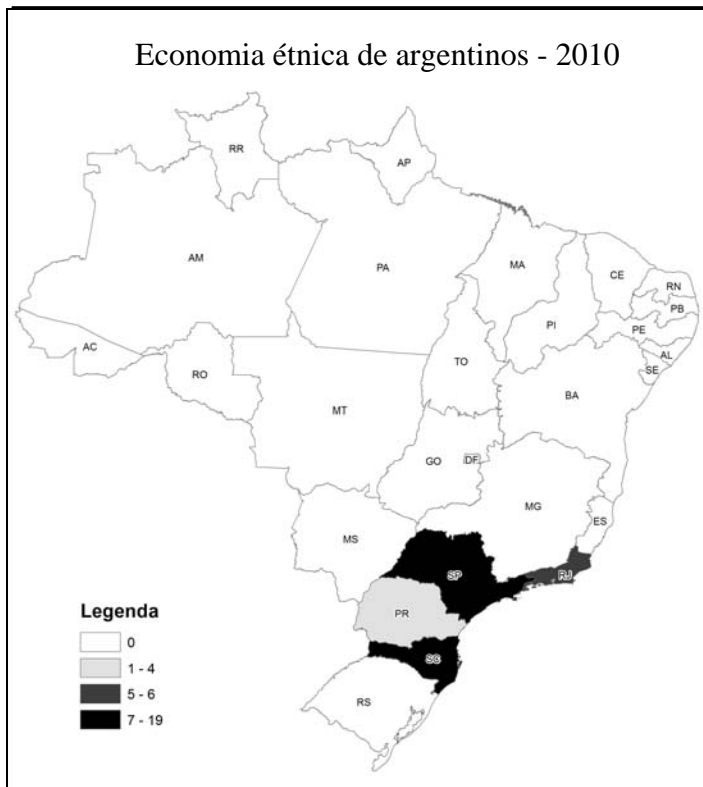 Economia étnica de argentinos - 2010
RR
AP
AM
PA
MA
CE
RN
PB
PI
PE
AL
SE
AC
RO
TO
BA
MT
GO
DF
MG
ES
MS
SP
RJ
PR
SC
RS
Legenda
0
1 - 4
5 - 6
7 - 19